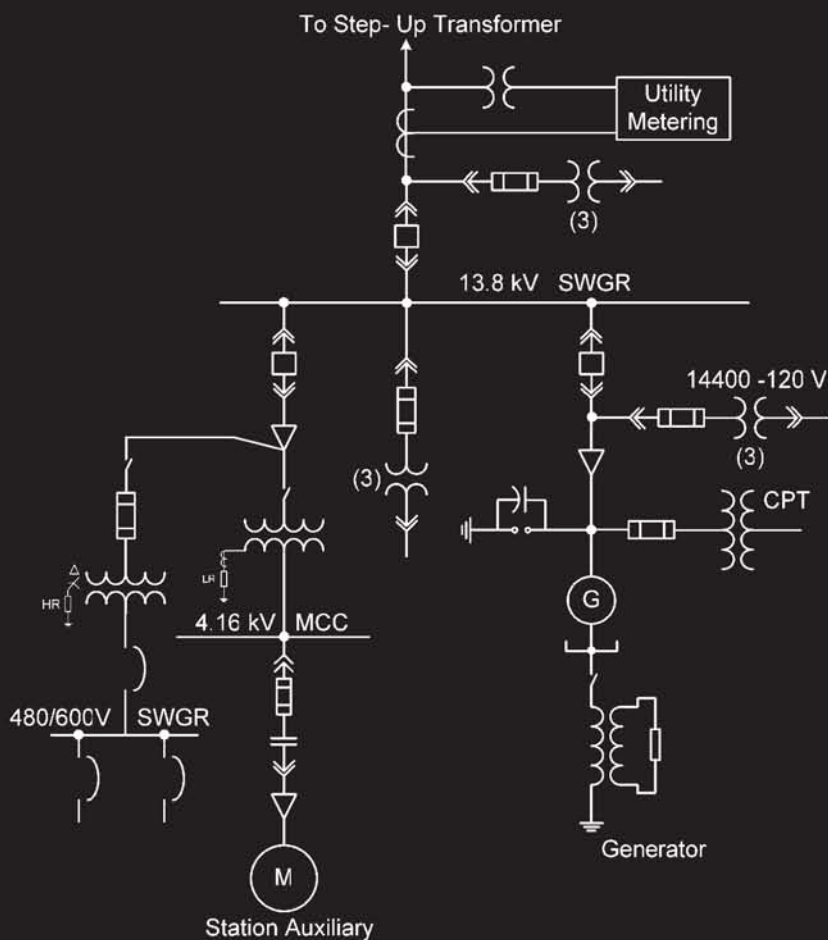 To Step- Up Transformer
Utility
Metering
(3)
13.8 kV SWGR
14400 -120 V
(3)
(3)
CPT
LR
HR
G
4.16 kV MCC
480/600V SWGR
Generator
M
Station Auxiliary